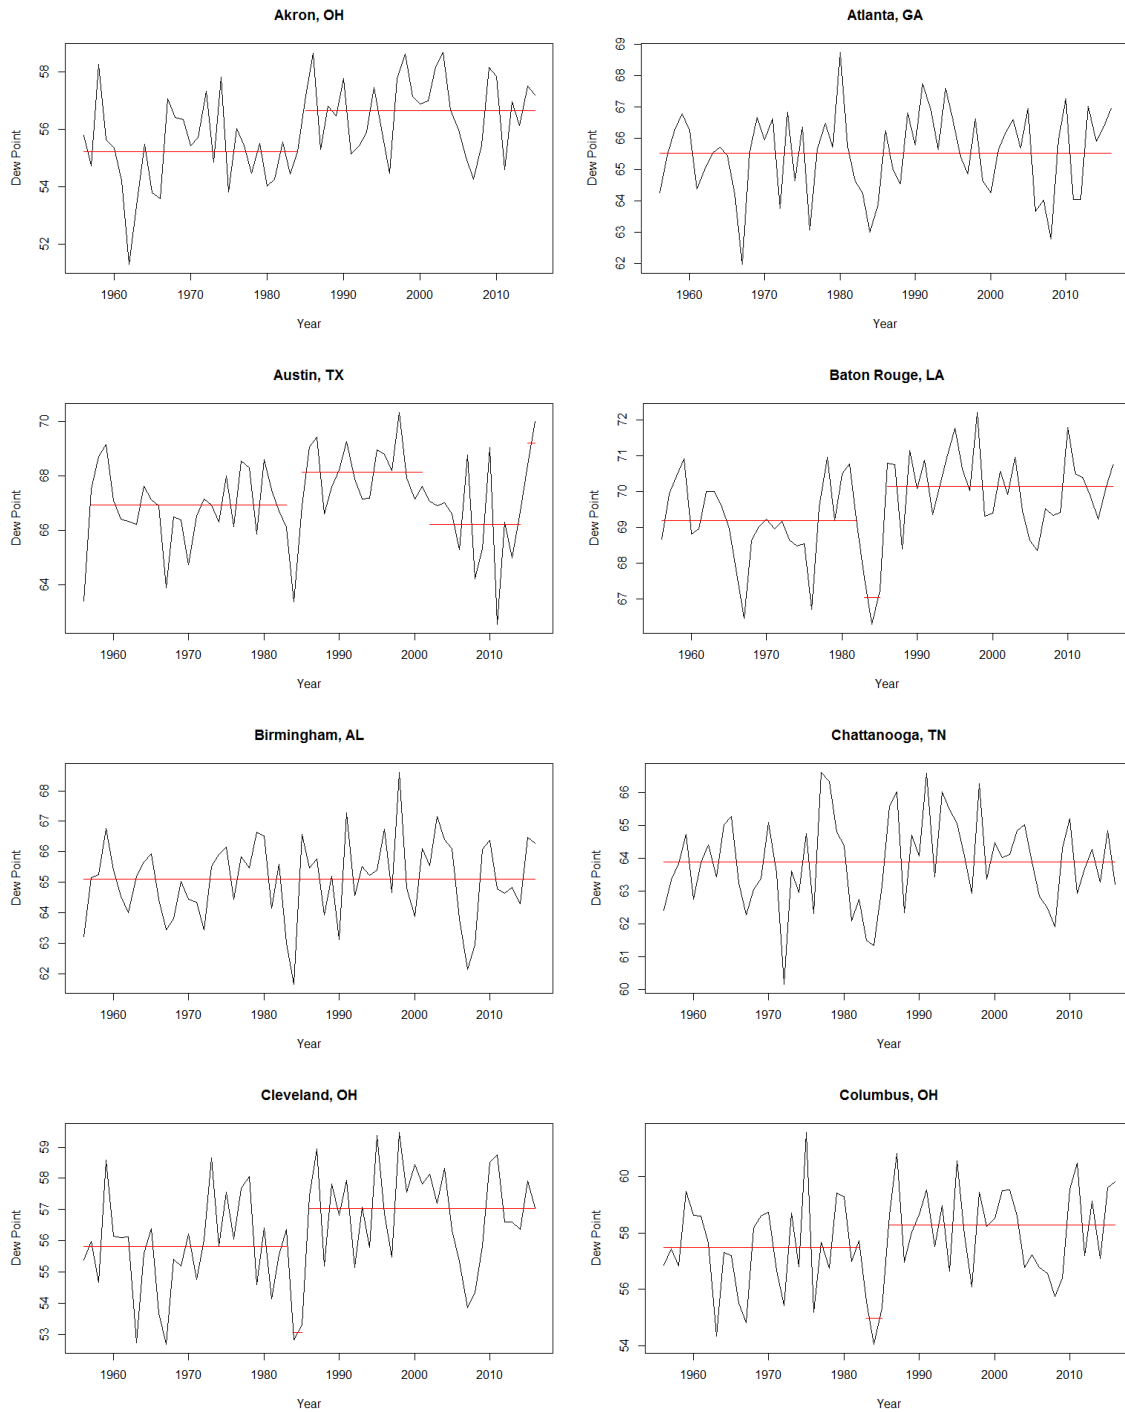 Akron, OH
Dew Point
58
56
54
52
1960 1970 1980 1990 2000 2010
Year
Atlanta, GA
Dew Point
69
68
67
66
65
64
63
62
1960 1970 1980 1990 2000 2010
Year
Austin, TX
Dew Point
70
68
66
64
1960 1970 1980 1990 2000 2010
Year
Baton Rouge, LA
Dew Point
72
71
70
69
68
67
1960 1970 1980 1990 2000 2010
Year
Birmingham, AL
Dew Point
68
67
66
65
64
63
62
1960 1970 1980 1990 2000 2010
Year
Chattanooga, TN
Dew Point
66
65
64
63
62
61
60
1960 1970 1980 1990 2000 2010
Year
Cleveland, OH
Dew Point
59
58
57
56
55
54
53
1960 1970 1980 1990 2000 2010
Year
Columbus, OH
Dew Point
60
58
56
54
1960 1970 1980 1990 2000 2010
Year